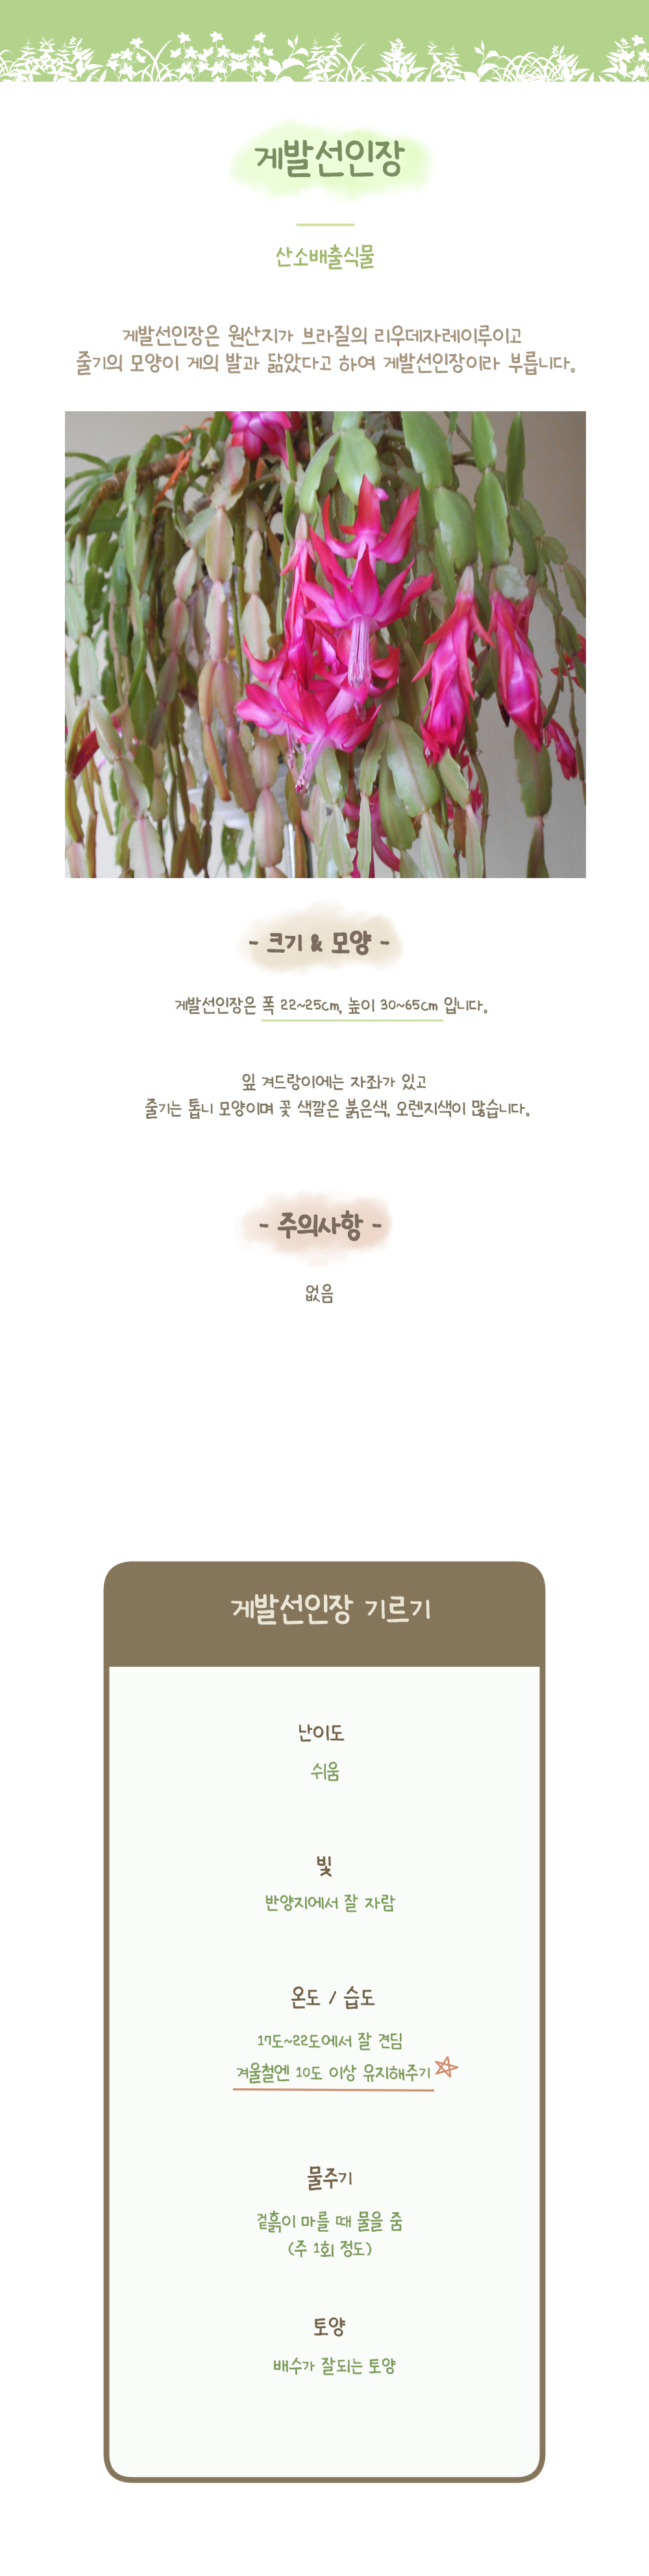 게발선인장
산소배출식물
게발선인장은 원산지가 브라질의 리우데자레이루이고
줄기의 모양이 게의 발과 닮았다고 하여 게발선인장이라 부릅니다.
- 크기 & 모양 -
게발선인장은 폭 22~25cm, 높이 30~65cm 입니다.
잎 겨드랑이에는 자좌가 있고
줄기는 톱니 모양이며 꽃 색깔은 붉은색, 오렌지색이 많습니다.
- 주의사항 -
없음
게발선인장 기르기
난이도
쉬움
빛
반양지에서 잘 자람
온도 / 습도
17도~22도에서 잘 견딤
겨울철엔 10도 이상 유지해주기
물주기
겉흙이 마를 때 물을 줌
(주 1회 정도)
토양
배수가 잘되는 토양